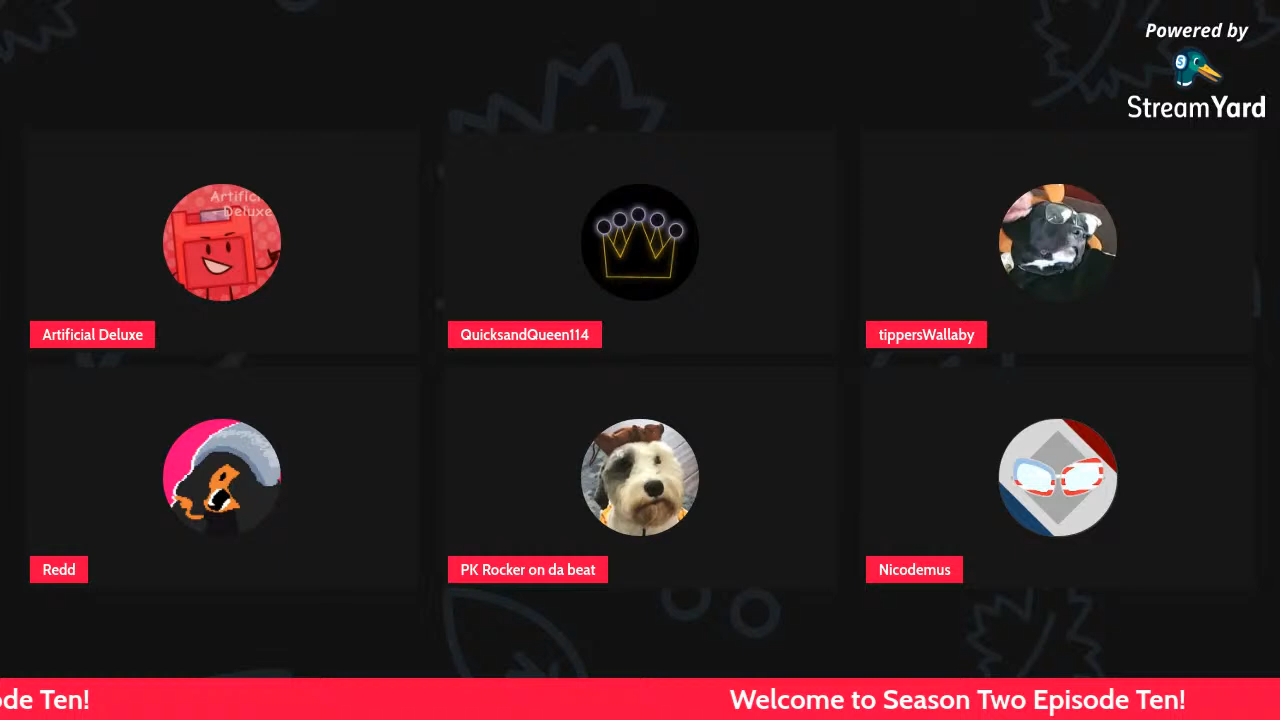 Powered by
S
StreamYard
Artificial
Deluxe
Artificial Deluxe
QuicksandQueen114
tippersWallaby
Redd
PK Rocker on da beat
Nicodemus
de Ten!
Welcome to Season Two Episode Ten!